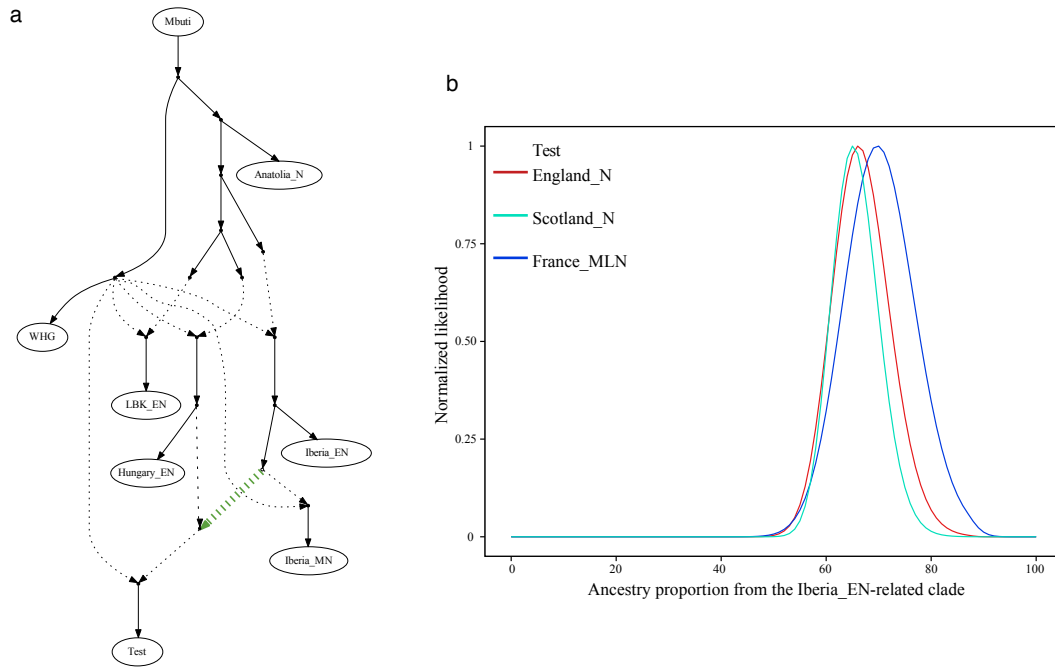 a
Mbuti
Anatolia_N
WHG
LBK_EN
Hungary_EN
Iberia_EN
Iberia_MN
Test
b
Test
England_N
Scotland_N
France_MLN
Normalized likelihood
1
0.75
0.5
0.25
0
0
20
40
60
80
100
Ancestry proportion from the Iberia_EN-related clade